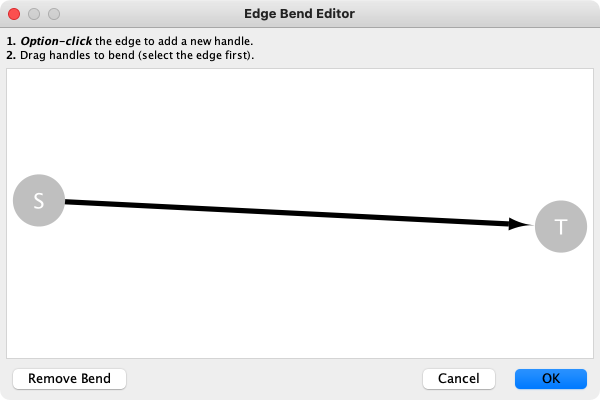 Edge Bend Editor
1. Option-click the edge to add a new handle.
2. Drag handles to bend (select the edge first).
S
T
Remove Bend
Cancel
OK